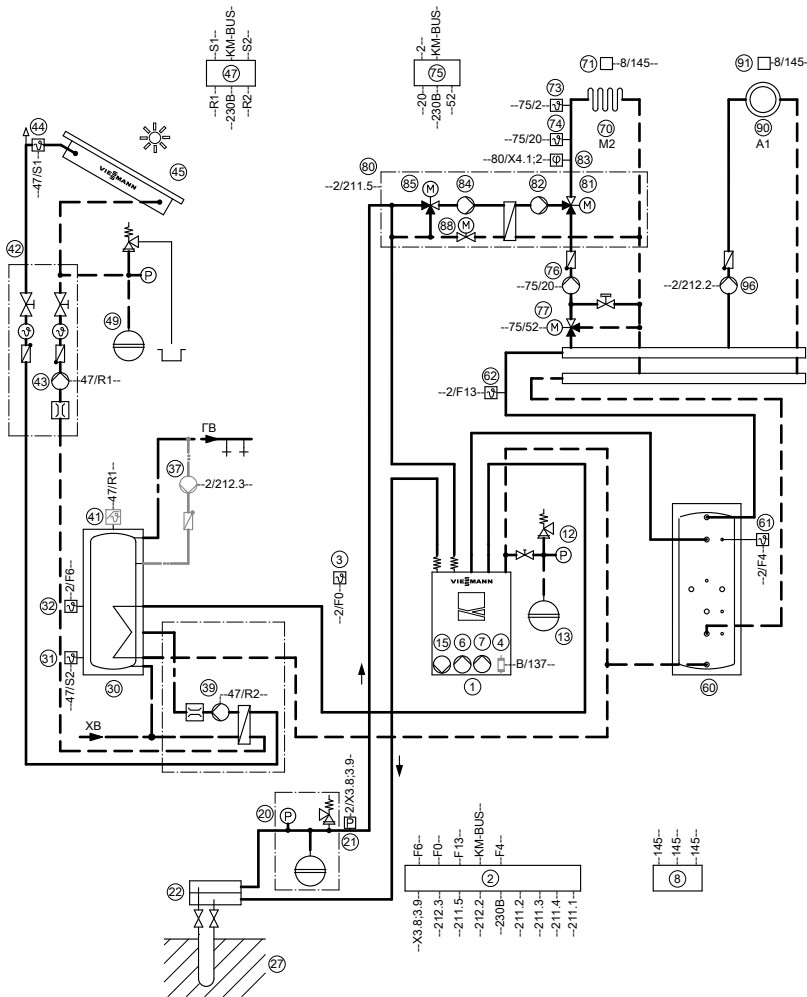 --S1--
--KM-BUS-
--S2--
47
--R1--
--230B--
--R2--
--2--
--KM-BUS-
75
--20--
--230B--
--52--
71
--8/145--
91
--8/145-
73
--75/2--
74
--75/20--
--80/X4.1;2--
83
70
M2
90
A1
44
--47/S1--
VIESMANN
45
80
--2/211.5--
85
M
84
82
81
M
88
M
42
P
49
76
--75/20--
--2/212.2--
96
77
--75/52--
M
43
--47/R1--
62
--2/F13--
ГВ
37
--2/212.3--
--47/R1--
41
3
--2/F0--
12
P
61
--2/F4--
VIESMANN
--2/F6--
32
31
--47/S2--
30
15
6
7
4
--B/137--
13
1
60
39
--47/R2--
ХВ
20
P
P
--2/X3.8;3.9-
21
22
27
--F6--
--F0--
--F13--
--KM-BUS-
--F4--
2
--X3.8;3.9-
--212.3--
--211.5--
--212.2--
--230B--
--211.2--
--211.3--
--211.4--
--211.1--
--145--
--145--
--145--
8